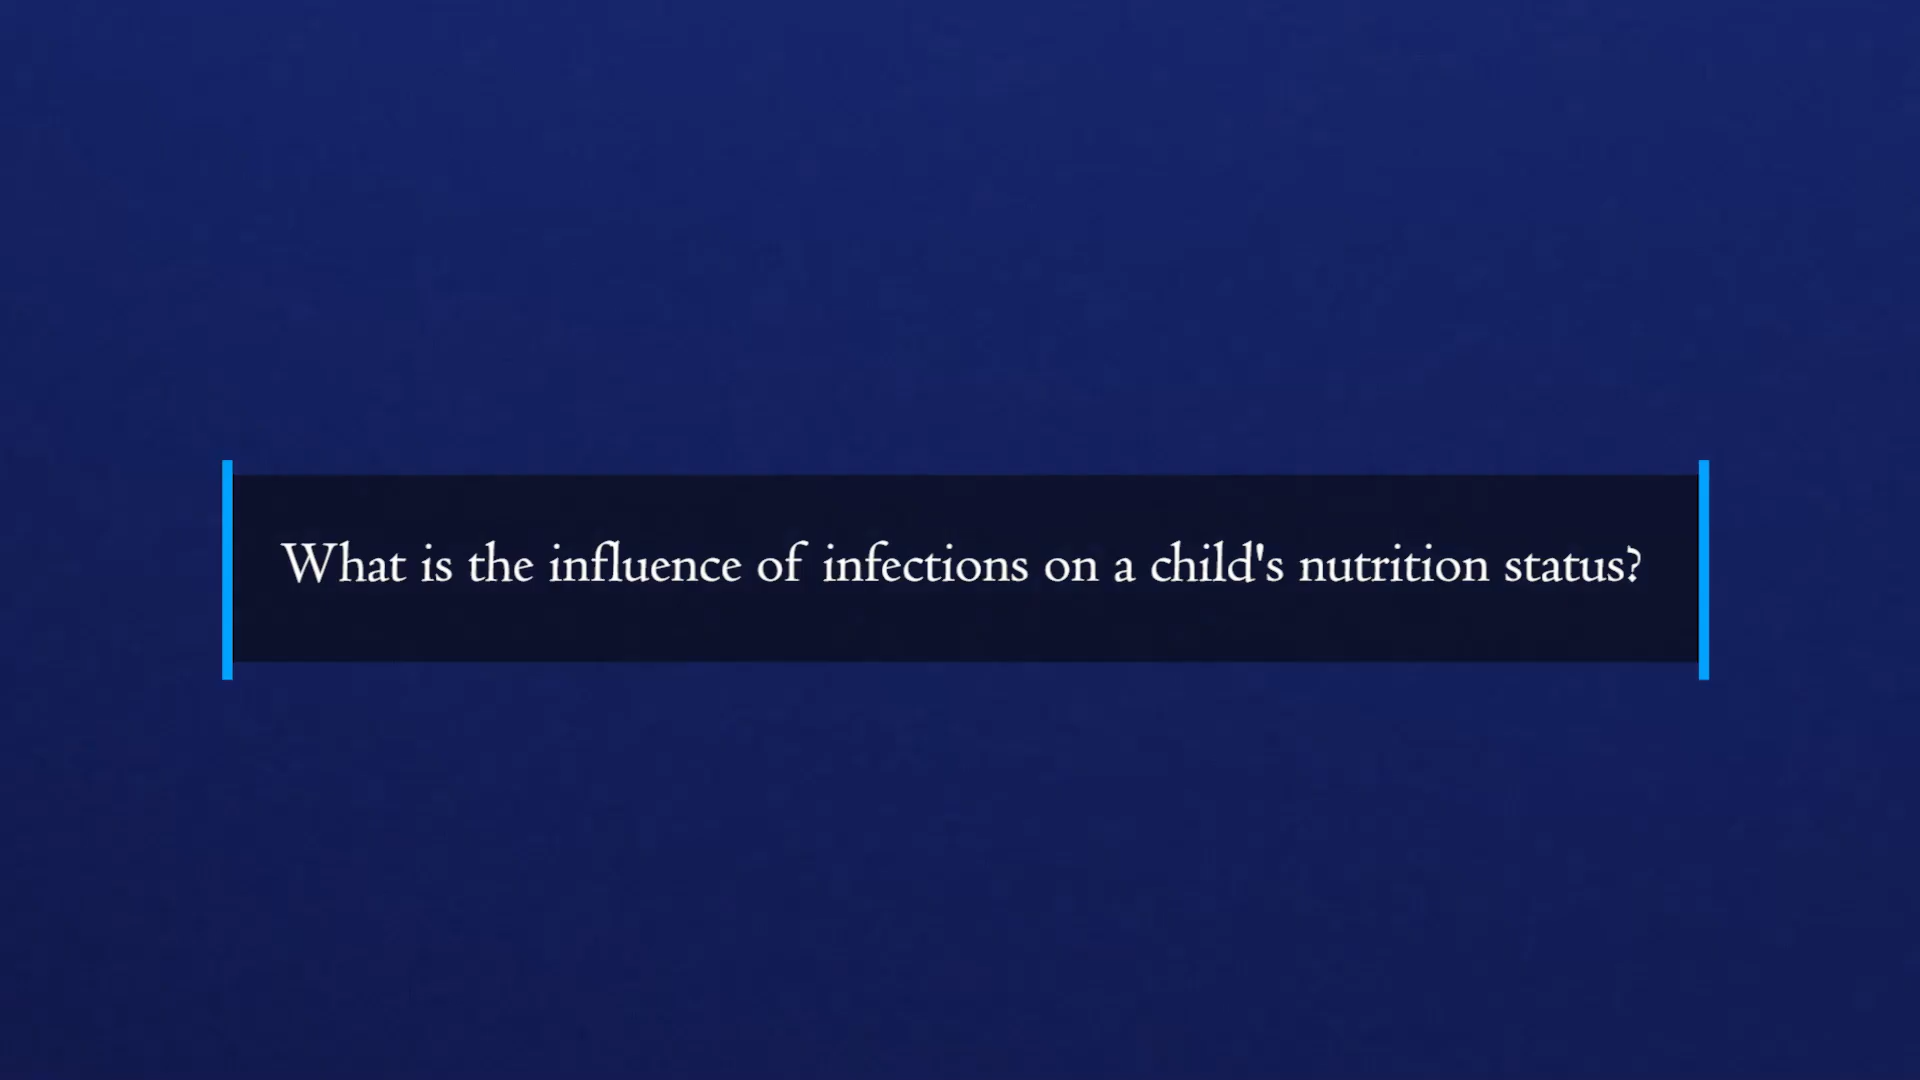 What is the influence of infections on a child's nutrition status?